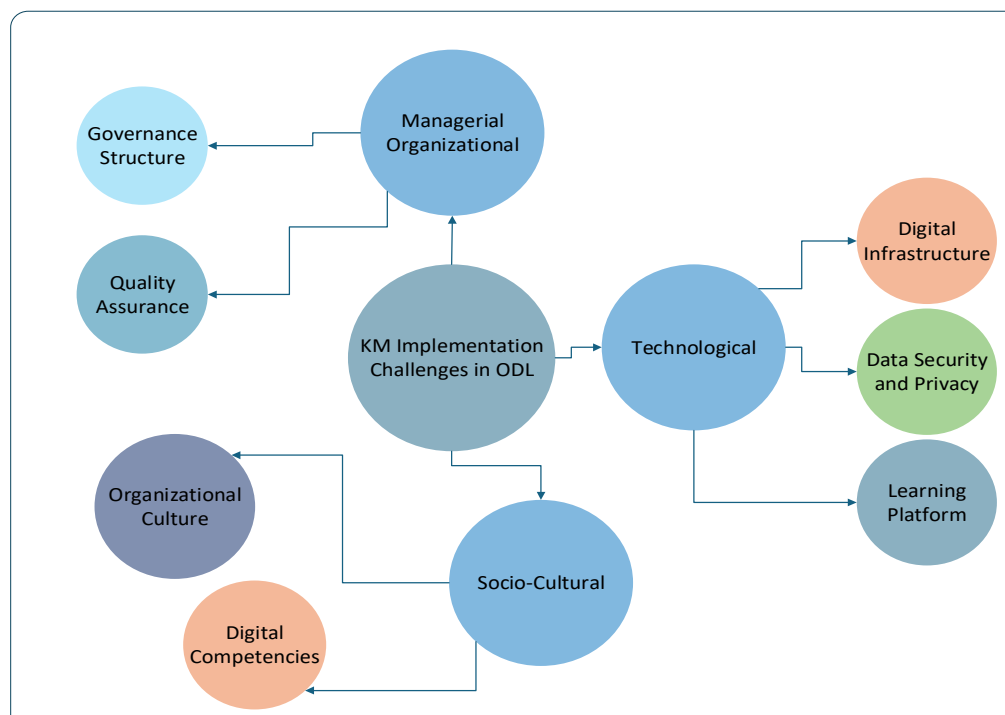 Managerial
Organizational
Governance
Structure
Quality
Assurance
KM Implementation
Challenges in ODL
Technological
Digital
Infrastructure
Data Security
and Privacy
Learning
Platform
Organizational
Culture
Socio-Cultural
Digital
Competencies